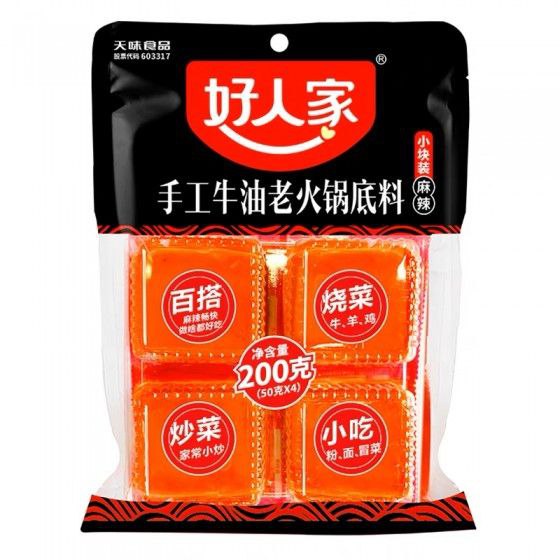 天味食品
股票代码 603317
好人家
®
小块装
麻辣
手工牛油老火锅底料
百搭
麻辣畅快
做啥都好吃
烧菜
牛、羊、鸡
净含量
200克
(50克X4)
炒菜
家常小炒
小吃
粉、面、冒菜